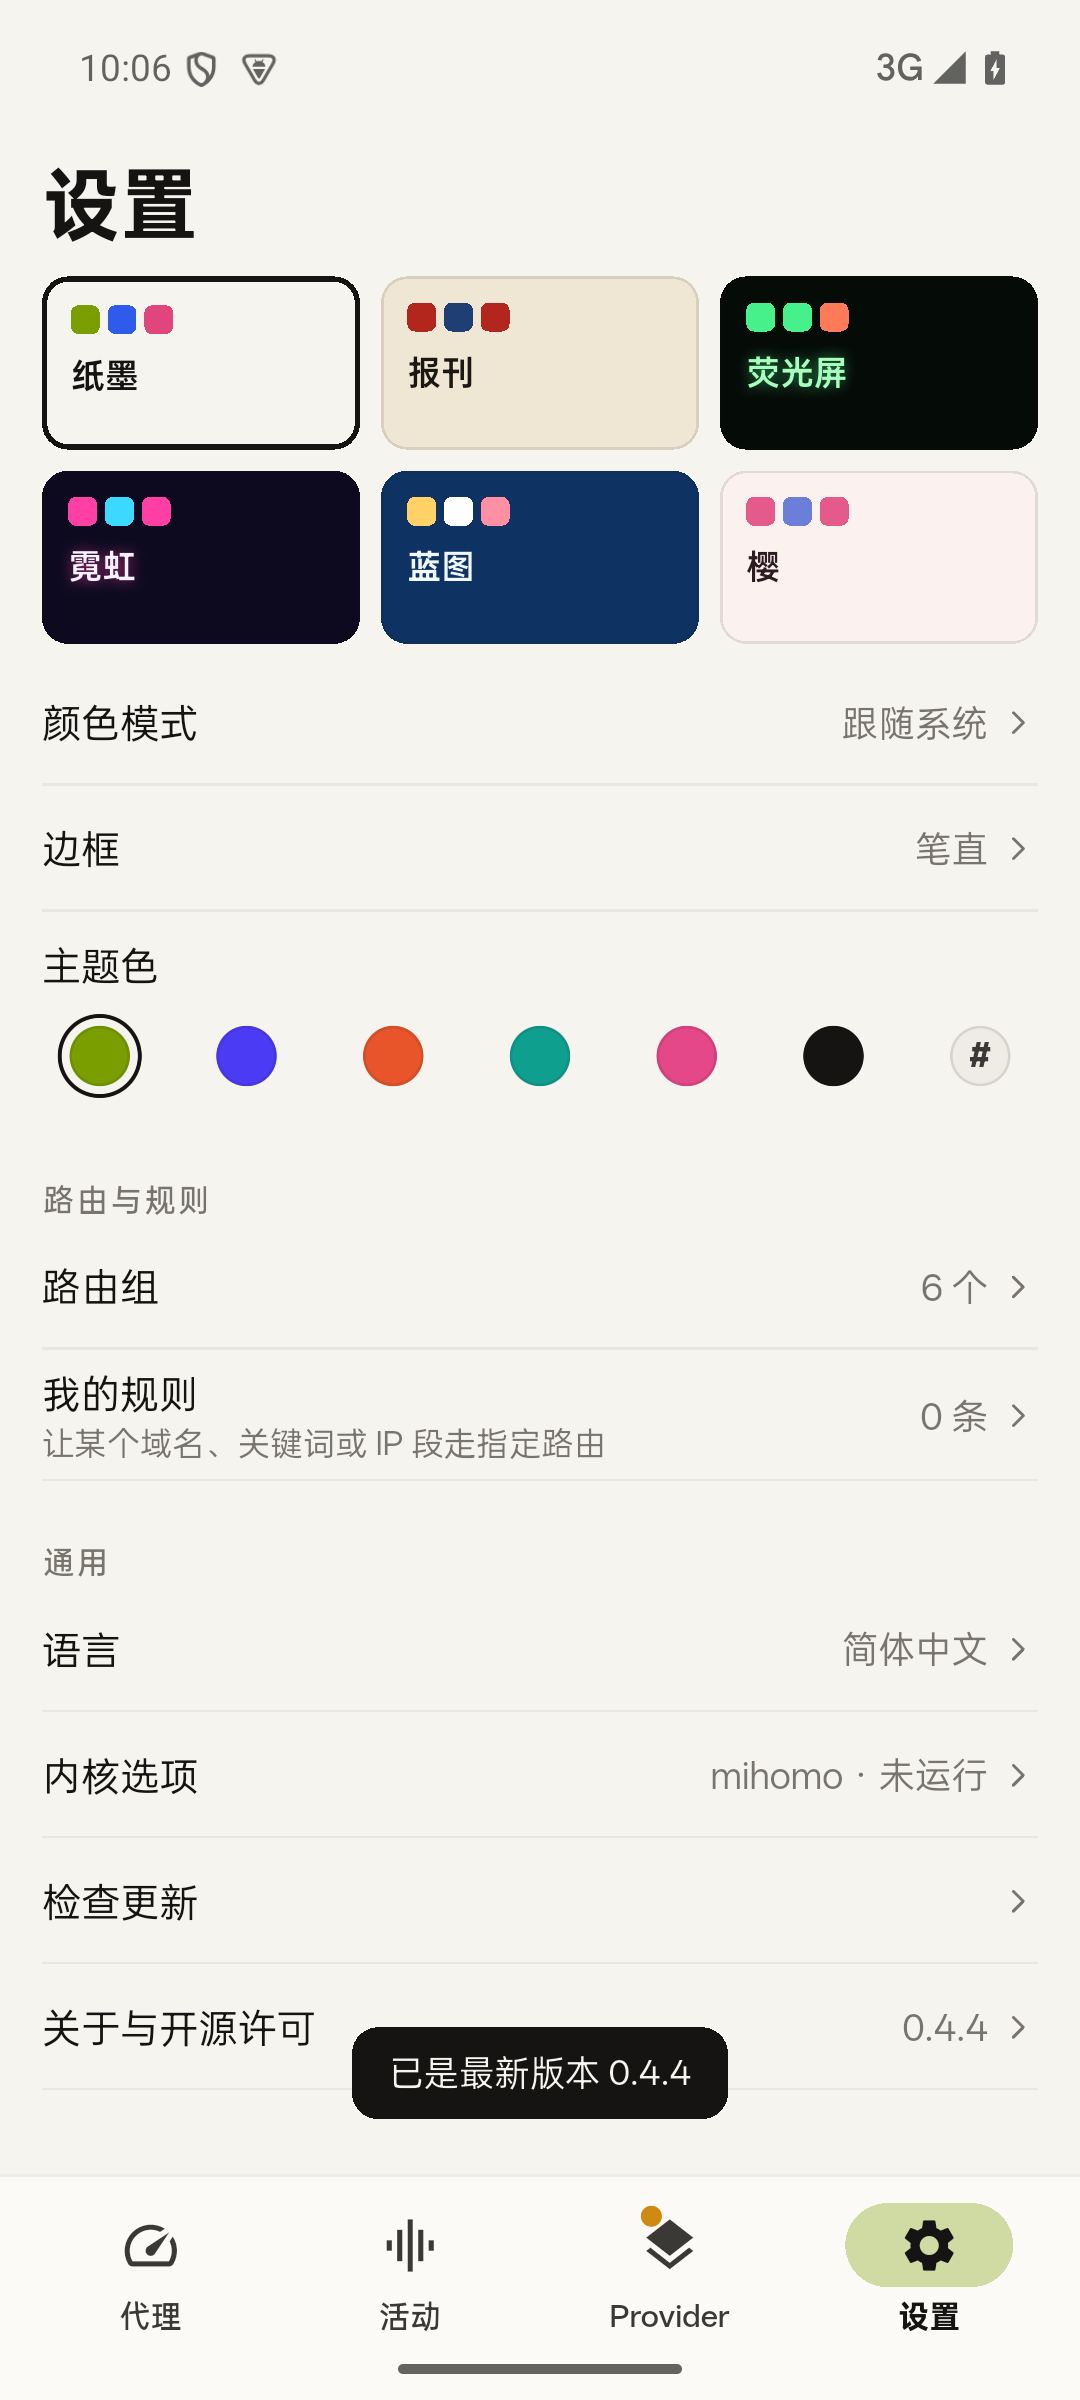 10:06
3G
设置
纸墨
报刊
荧光屏
霓虹
蓝图
樱
颜色模式
跟随系统
边框
笔直
主题色
#
路由与规则
路由组
6 个
我的规则
让某个域名、关键词或 IP 段走指定路由
0 条
通用
语言
简体中文
内核选项
mihomo · 未运行
检查更新
关于与开源许可
0.4.4
已是最新版本 0.4.4
代理
活动
Provider
设置